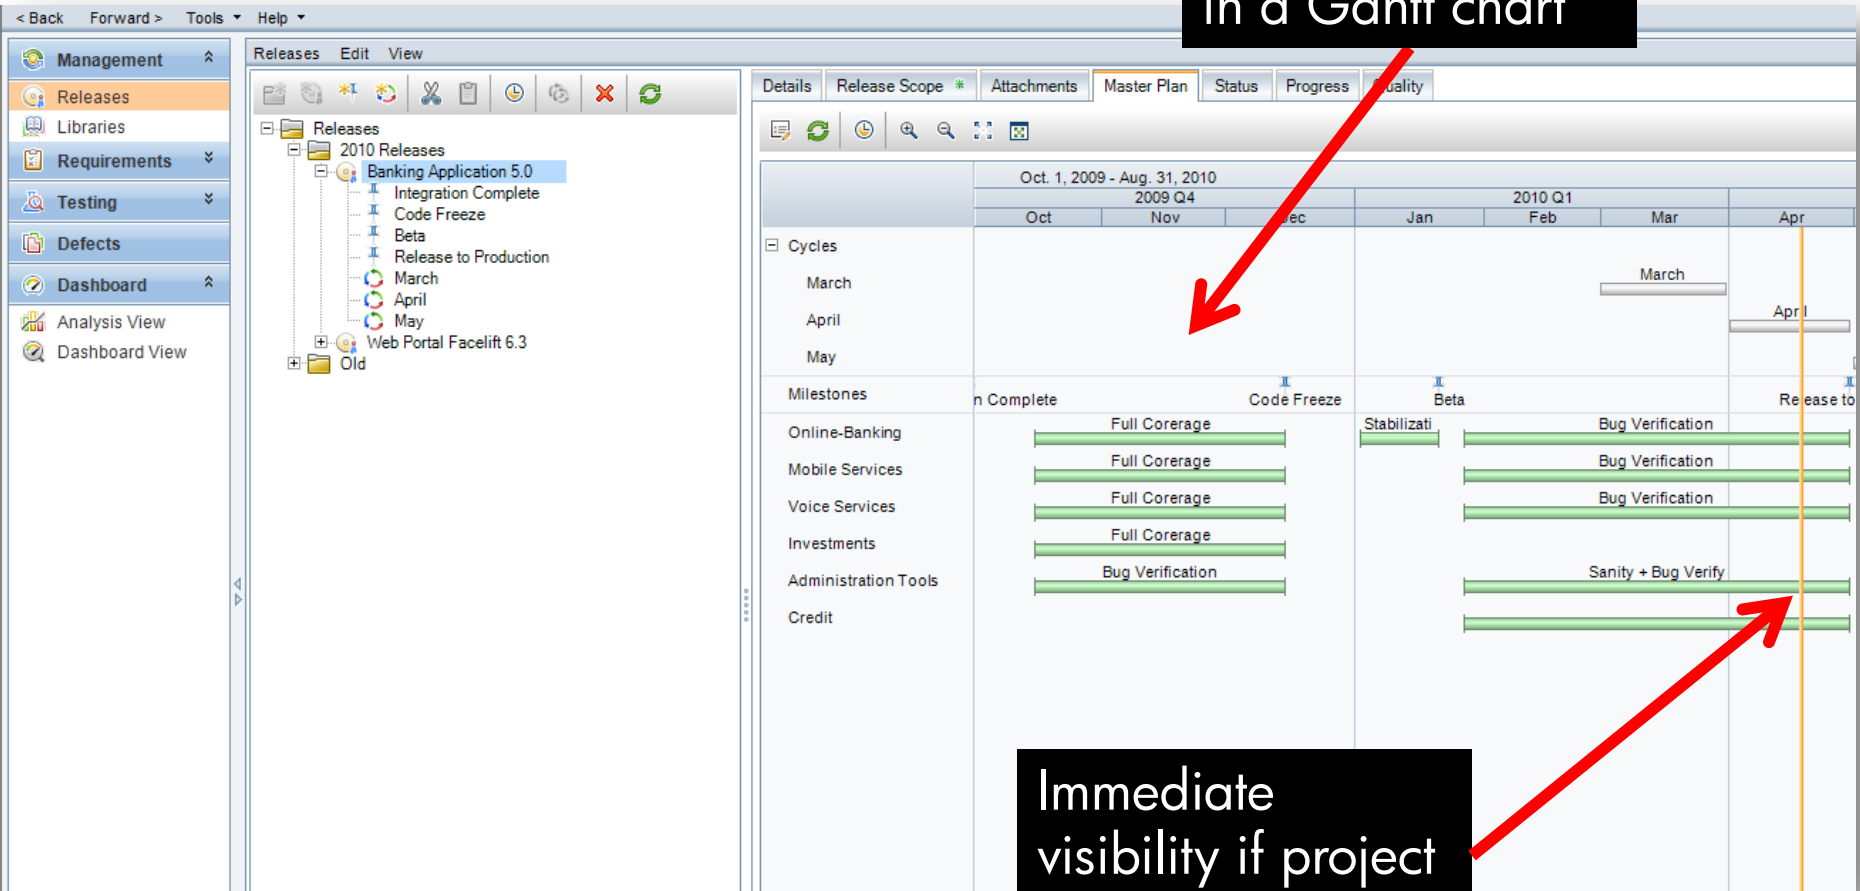 in a Gantt chart
< Back Forward > Tools Help
Management
Releases
Libraries
Requirements
Testing
Defects
Dashboard
Analysis View
Dashboard View
Releases Edit View
Releases
2010 Releases
Banking Application 5.0
Integration Complete
Code Freeze
Beta
Release to Production
March
April
May
Web Portal Facelift 6.3
Old
Details Release Scope * Attachments Master Plan Status Progress Quality
Oct. 1, 2009 - Aug. 31, 2010
2009 Q4 2010 Q1
Oct Nov Dec Jan Feb Mar Apr
Cycles
March March
April April
May
Milestones
n Complete Code Freeze Beta Release to
Online-Banking Full Corerage Stabilizati Bug Verification
Mobile Services Full Corerage Bug Verification
Voice Services Full Corerage Bug Verification
Investments Full Corerage
Administration Tools Bug Verification Sanity + Bug Verify
Credit
Immediate
visibility if project